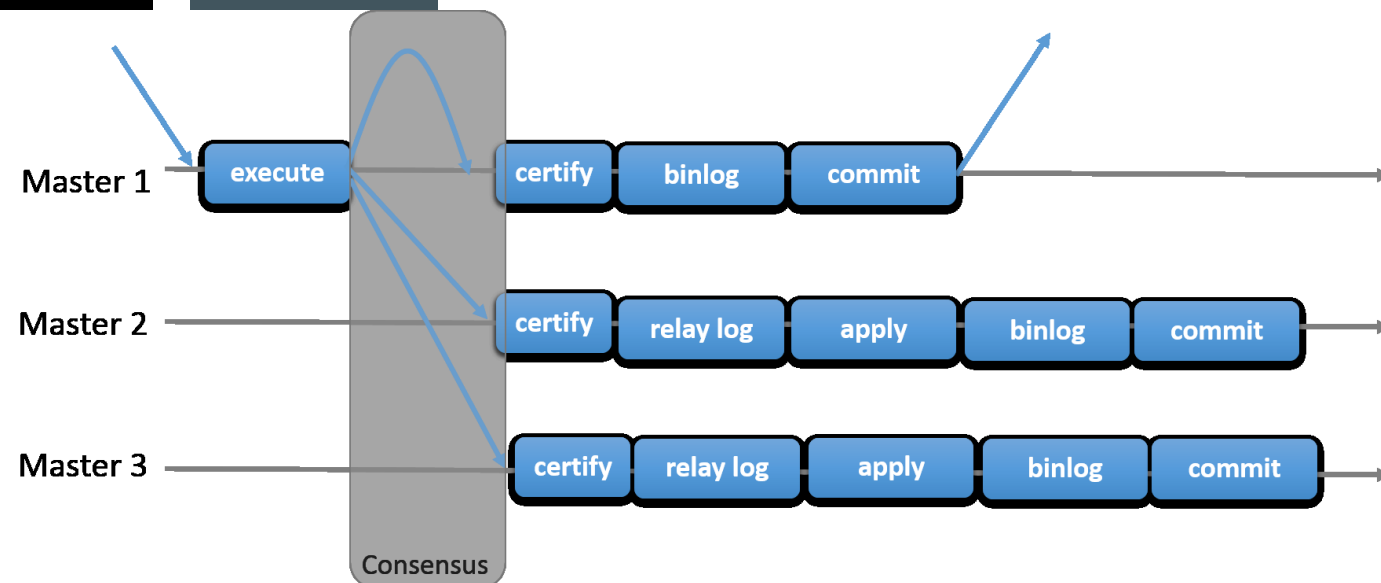 Master 1 execute certify binlog commit
Master 2 certify relay log apply binlog commit
Master 3 certify relay log apply binlog commit
Consensus